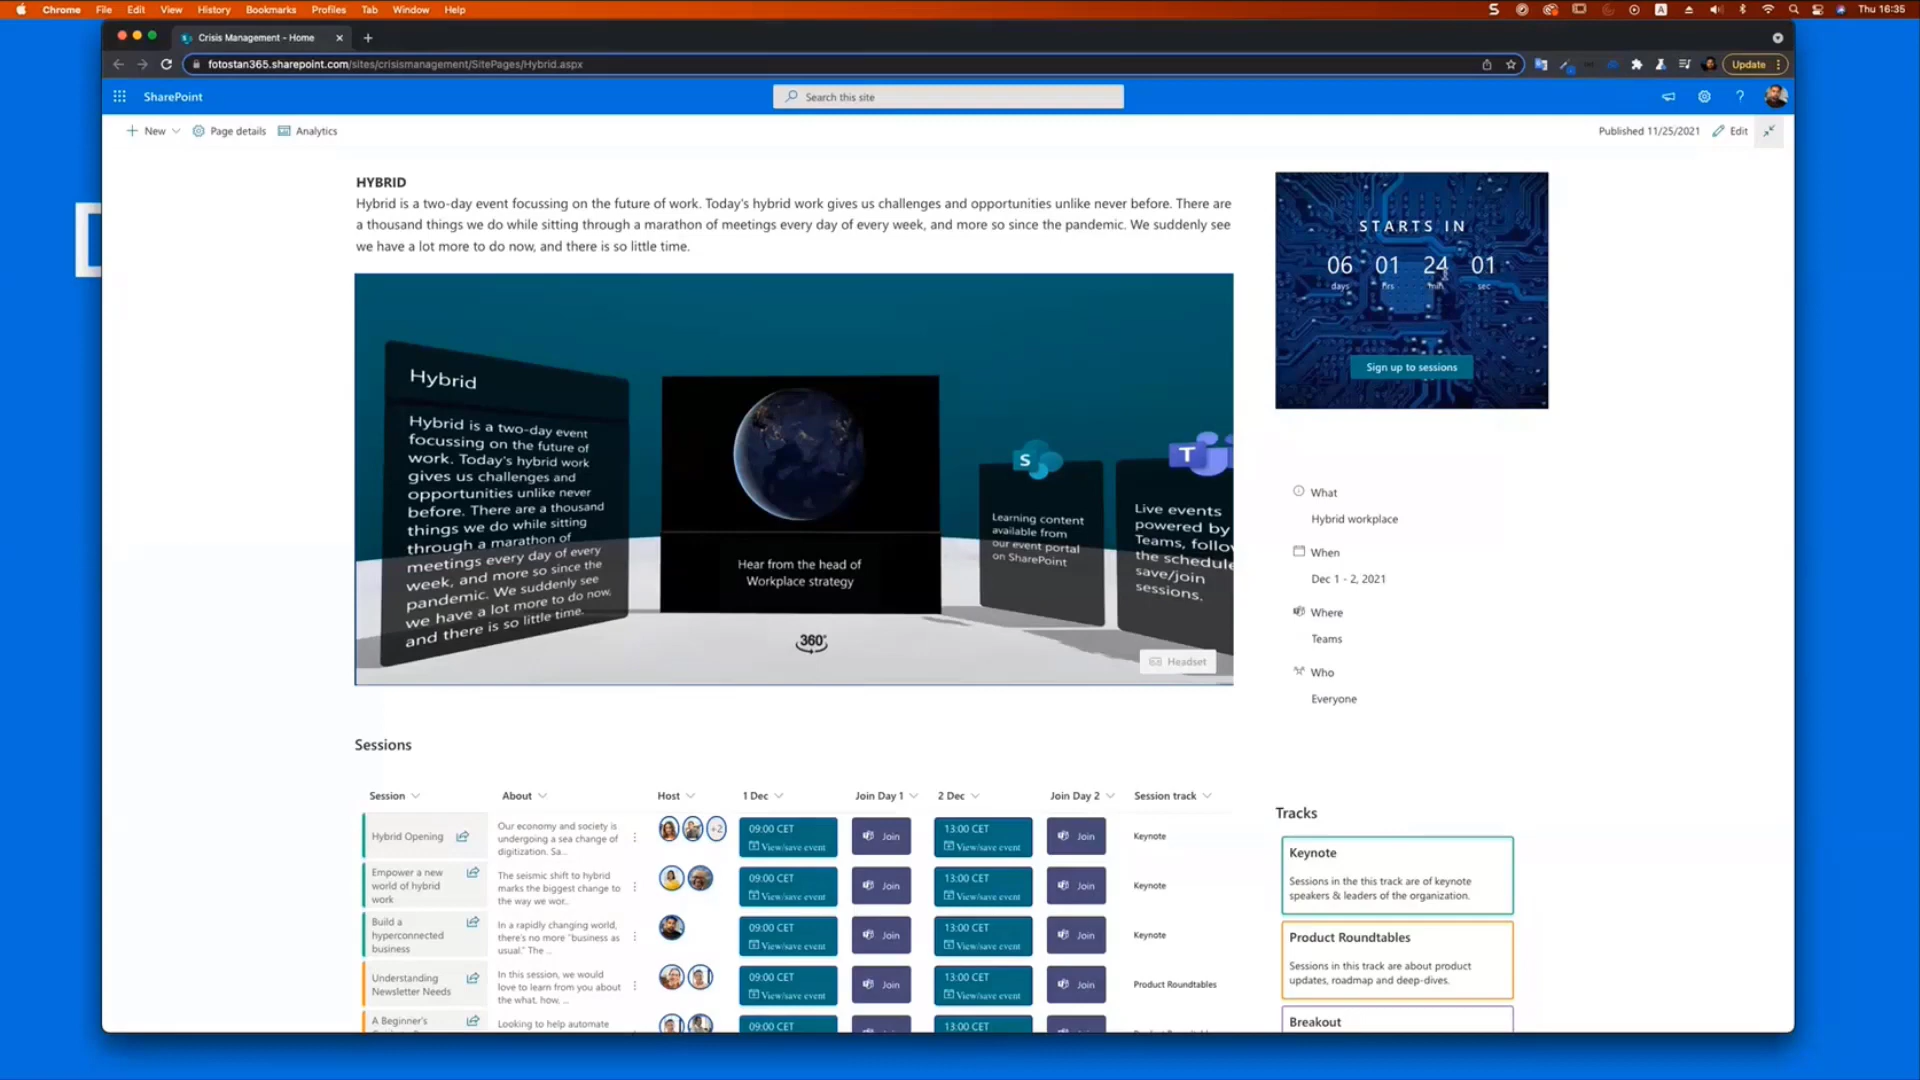 Chrome File Edit View History Bookmarks Profiles Tab Window Help
Thu 16:35
Crisis Management - Home
fotostan365.sharepoint.com/sites/crisismanagement/SitePages/Hybrid.aspx
Update
SharePoint
Search this site
New
Page details
Analytics
Published 11/25/2021
Edit
HYBRID
Hybrid is a two-day event focussing on the future of work. Today's hybrid work gives us challenges and opportunities unlike never before. There are
a thousand things we do while sitting through a marathon of meetings every day of every week, and more so since the pandemic. We suddenly see
we have a lot more to do now, and there is so little time.
STARTS IN
06 01 24 01
days hrs min sec
Sign up to sessions
Hybrid
Hybrid is a two-day event
focussing on the future of
work. Today's hybrid work
gives us challenges and
opportunities unlike never
before. There are a thousand
things we do while sitting
through a marathon of
meetings every day of every
week, and more so since the
pandemic. We suddenly see
we have a lot more to do now,
and there is so little time.
Hear from the head of
Workplace strategy
360°
S
Learning content
available from
our event portal
on SharePoint
T
Live events
powered by
Teams, follo
the schedule
save/join
sessions.
Headset
What
Hybrid workplace
When
Dec 1 - 2, 2021
Where
Teams
Who
Everyone
Sessions
Session About Host 1 Dec Join Day 1 2 Dec Join Day 2 Session track
Hybrid Opening
Our economy and society is
undergoing a sea change of
digitization. Sa...
+2
09:00 CET
View/save event
Join
13:00 CET
View/save event
Join
Keynote
Empower a new
world of hybrid
work
The seismic shift to hybrid
marks the biggest change to
the way we wor..
09:00 CET
View/save event
Join
13:00 CET
View/save event
Join
Keynote
Build a
hyperconnected
business
In a rapidly changing world,
there's no more "business as
usual." The ...
09:00 CET
View/save event
Join
13:00 CET
View/save event
Join
Keynote
Understanding
Newsletter Needs
In this session, we would
love to learn from you about
the what, how, ...
09:00 CET
View/save event
Join
13:00 CET
View/save event
Join
Product Roundtables
A Beginner's
Looking to help automate
09:00 CET
13:00 CET
Tracks
Keynote
Sessions in the this track are of keynote
speakers & leaders of the organization.
Product Roundtables
Sessions in this track are about product
updates, roadmap and deep-dives.
Breakout